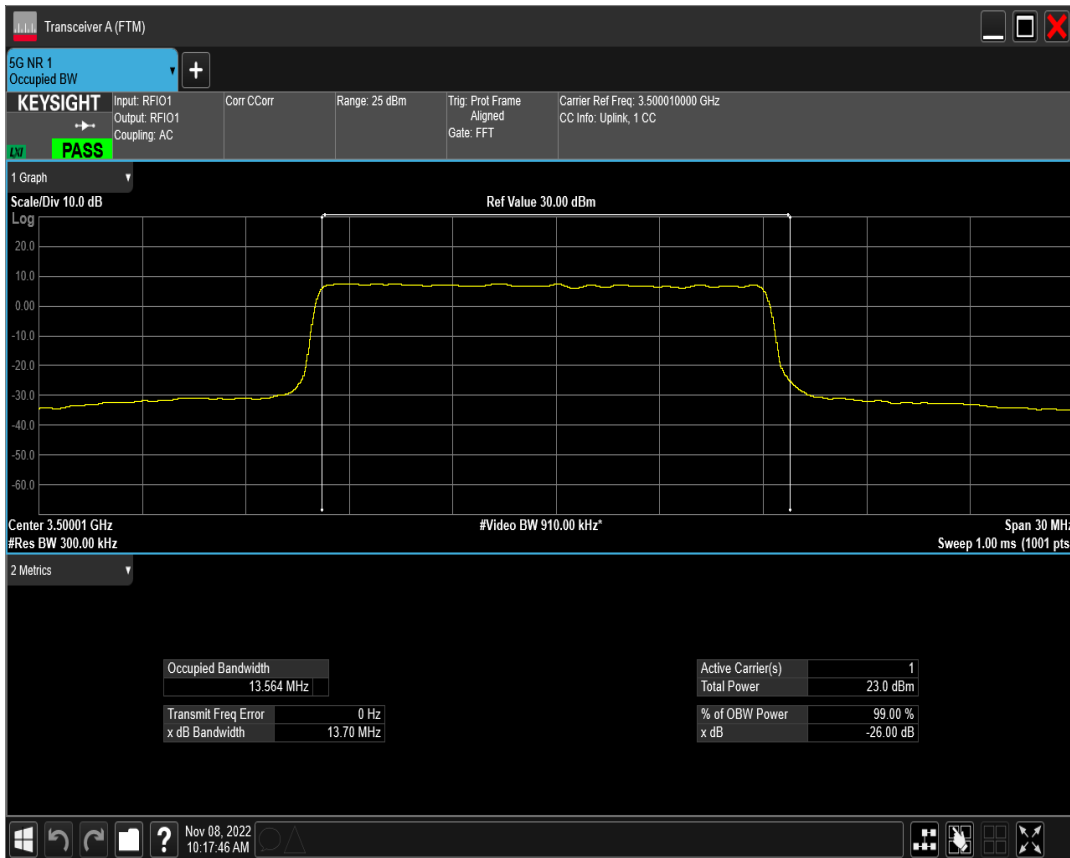 Transceiver A (FTM)
5G NR 1
Occupied BW
+
KEYSIGHT
LXI
PASS
Input: RFIO1
Output: RFIO1
Coupling: AC
Corr CCorr
Range: 25 dBm
Trig: Prot Frame
Aligned
Gate: FFT
Carrier Ref Freq: 3.500010000 GHz
CC Info: Uplink, 1 CC
1 Graph
Scale/Div 10.0 dB
Ref Value 30.00 dBm
Log
20.0
10.0
0.00
-10.0
-20.0
-30.0
-40.0
-50.0
-60.0
Center 3.50001 GHz
#Video BW 910.00 kHz*
Span 30 MHz
#Res BW 300.00 kHz
Sweep 1.00 ms (1001 pts
2 Metrics
Occupied Bandwidth
13.564 MHz
Transmit Freq Error 0 Hz
x dB Bandwidth 13.70 MHz
Active Carrier(s) 1
Total Power 23.0 dBm
% of OBW Power 99.00 %
x dB -26.00 dB
?
Nov 08, 2022
10:17:46 AM